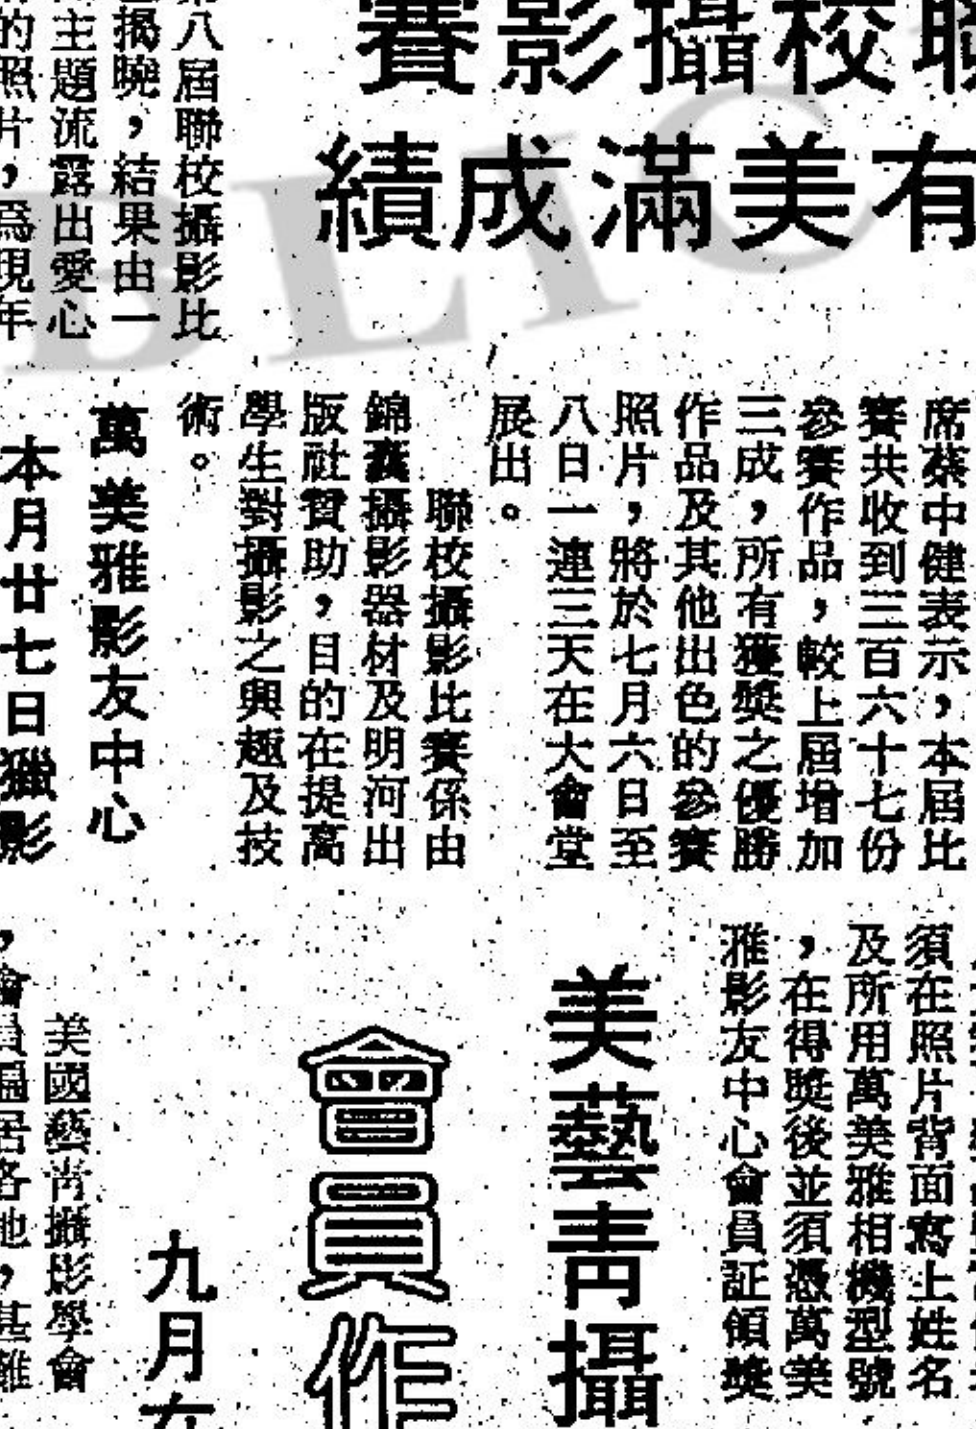 聯校攝影賽
有美滿成績
八屆聯校攝影比
揭曉，結果由一
主題流露出愛心
的照片，爲現年
席蔡中健表示，本屆比
賽共收到三百六十七份
參賽作品，較上屆增加
三成，所有獲獎之優勝
作品及其他出色的參賽
照片，將於七月六日至
八日一連三天在大會堂
展出。
聯校攝影比賽係由
錦囊攝影器材及明河出
版社贊助，目的在提高
學生對攝影之興趣及技
術。
萬美雅影友中心
本月廿七日獵影
須在照片背面寫上姓名
及所用萬美雅相機型號
，在得獎後並須憑萬美
雅影友中心會員証領獎
美藝靑攝
會員作
九月在
美國藝靑攝影學會
，會員遍居各地，甚難
BLIC